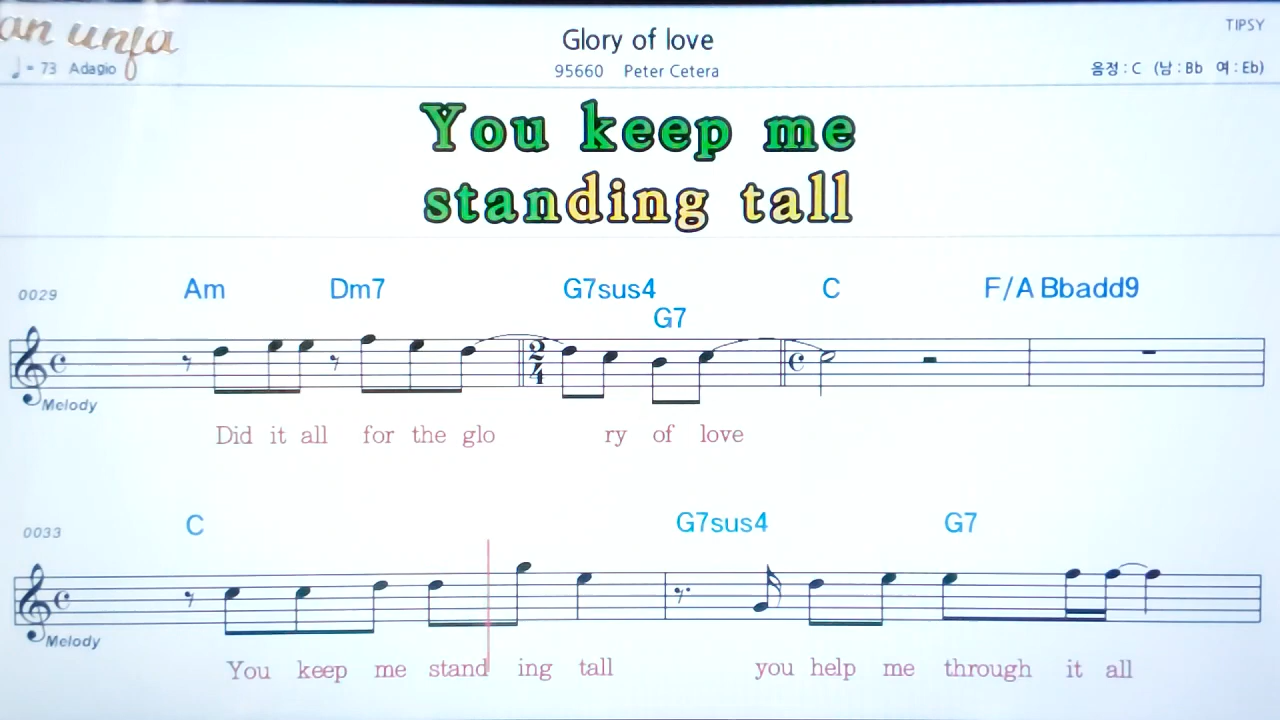 an unfa
TIPSY
Glory of love
♩= 73 Adagio
95660 Peter Cetera
음정 : C (남 : Bb 여 : Eb)
You keep me
standing tall
0029 Am Dm7 G7sus4 G7 C F/A Bbadd9
2/4
Melody
Did it all for the glo ry of love
0033 C G7sus4 G7
Melody
You keep me stand ing tall you help me through it all